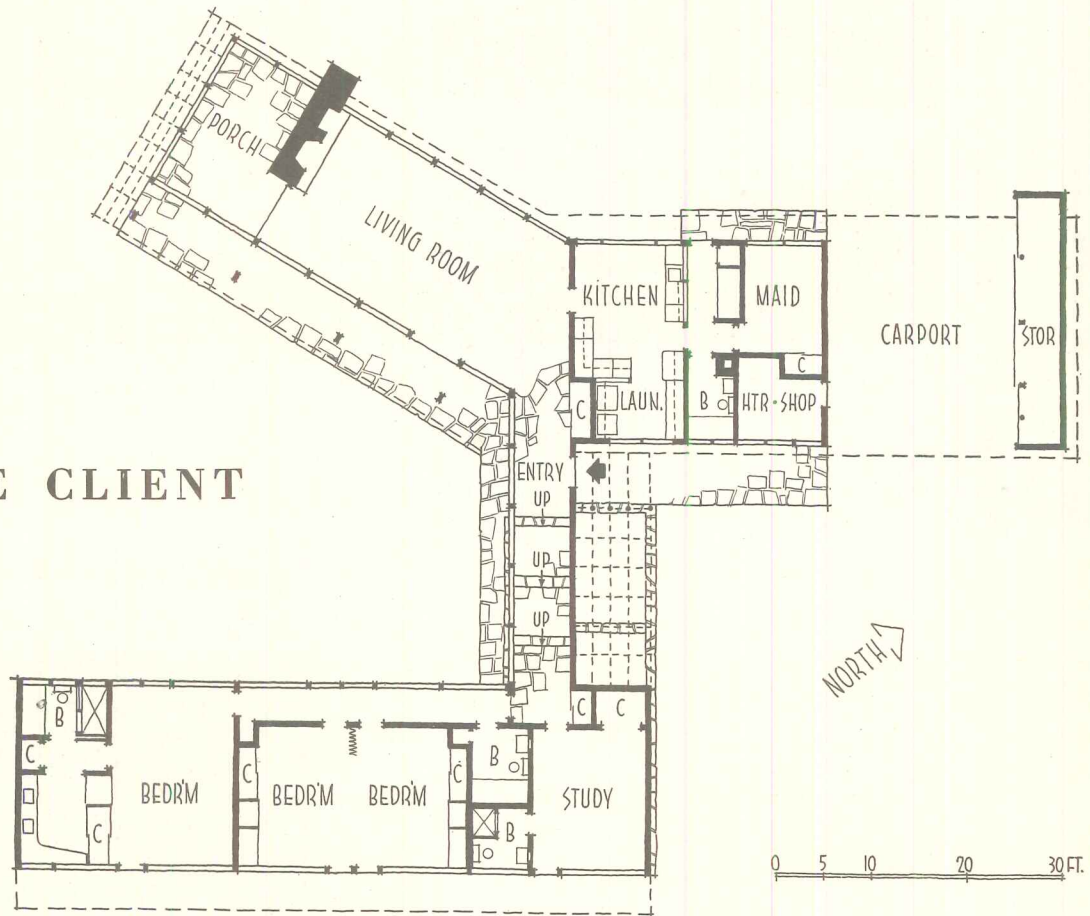 PORCH
LIVING ROOM
KITCHEN
MAID
CARPORT
STOR
C
C
LAUN.
B
HTR · SHOP
E CLIENT
ENTRY
UP
UP
UP
NORTH
B
C
C
C
BEDR'M
C
C
BEDR'M
BEDR'M
C
B
B
STUDY
0 5 10 20 30 FT.